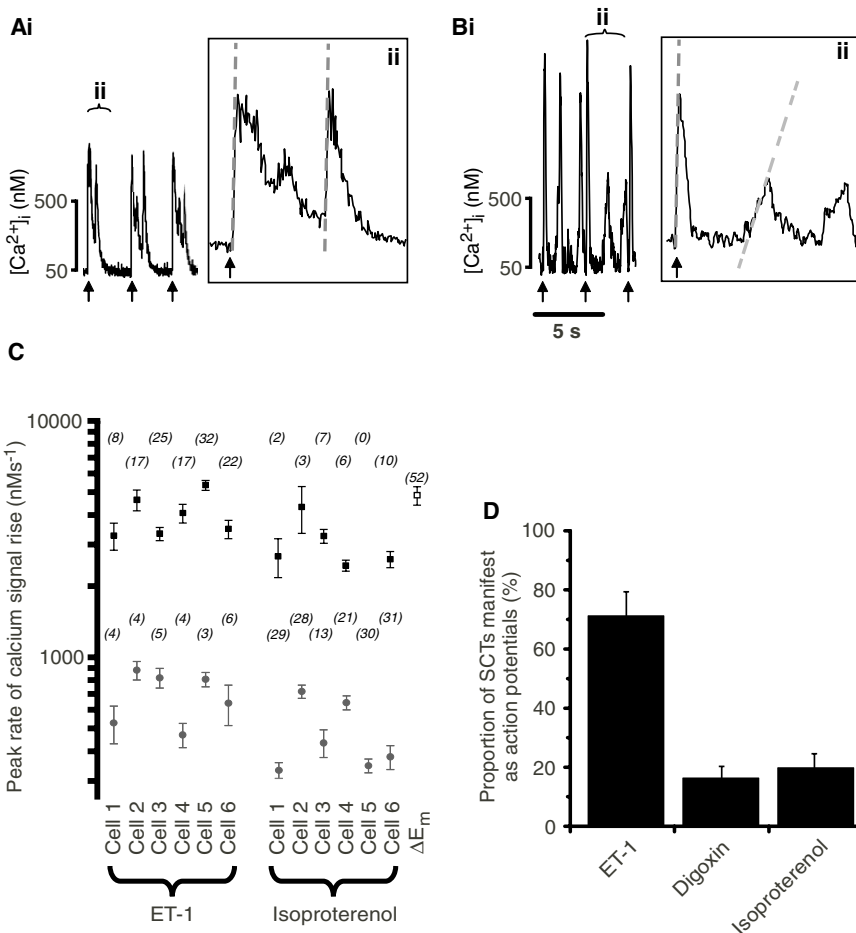 Ai
ii
ii
500
50
[Ca²⁺]ᵢ (nM)
Bi
ii
ii
500
50
[Ca²⁺]ᵢ (nM)
5 s
C
Peak rate of calcium signal rise (nMs⁻¹)
10000
1000
(8)
(17)
(25)
(17)
(32)
(22)
(2)
(3)
(7)
(6)
(0)
(10)
(52)
(4)
(4)
(5)
(4)
(3)
(6)
(29)
(28)
(13)
(21)
(30)
(31)
Cell 1
Cell 2
Cell 3
Cell 4
Cell 5
Cell 6
Cell 1
Cell 2
Cell 3
Cell 4
Cell 5
Cell 6
ΔEₘ
ET-1
Isoproterenol
D
Proportion of SCTs manifest
as action potentials (%)
100
80
60
40
20
0
ET-1
Digoxin
Isoproterenol